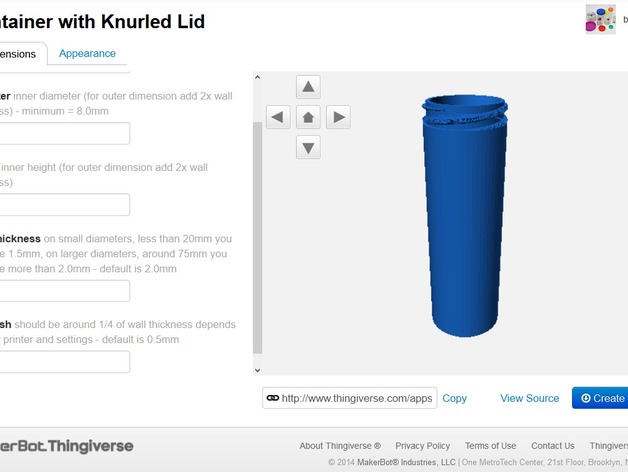 tainer with Knurled Lid
b
ensions
Appearance
er inner diameter (for outer dimension add 2x wall
ss) - minimum = 8.0mm
inner height (for outer dimension add 2x wall
ss)
hickness on small diameters, less than 20mm you
e 1.5mm, on larger diameters, around 75mm you
e more than 2.0mm - default is 2.0mm
sh should be around 1/4 of wall thickness depends
printer and settings - default is 0.5mm
http://www.thingiverse.com/apps
Copy
View Source
Create
erBot.Thingiverse
About Thingiverse ® Privacy Policy Terms of Use Contact Us Thingivers
© 2014 MakerBot® Industries, LLC | One MetroTech Center, 21st Floor, Brooklyn, N